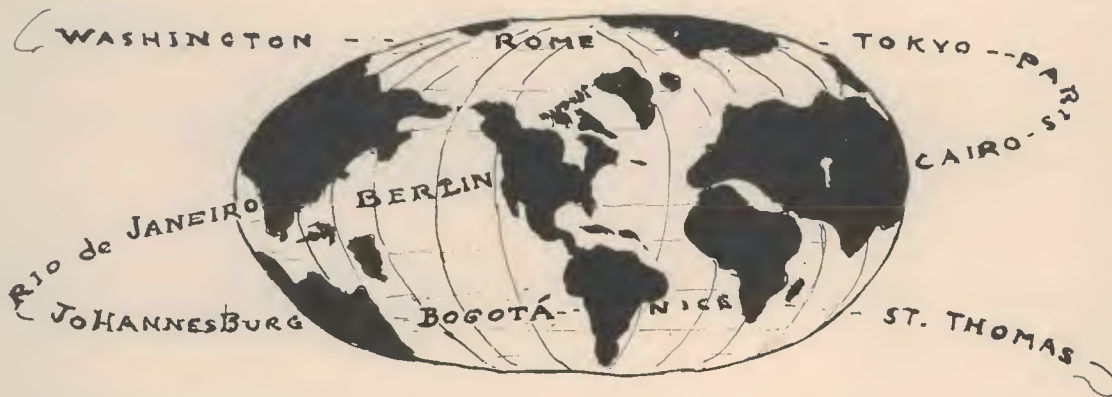 WASHINGTON -- ROME - TOKYO -- PARIS - CAIRO
BERLIN
RIO de JANEIRO
JOHANNESBURG BOGOTÁ -- NICE - ST. THOMAS